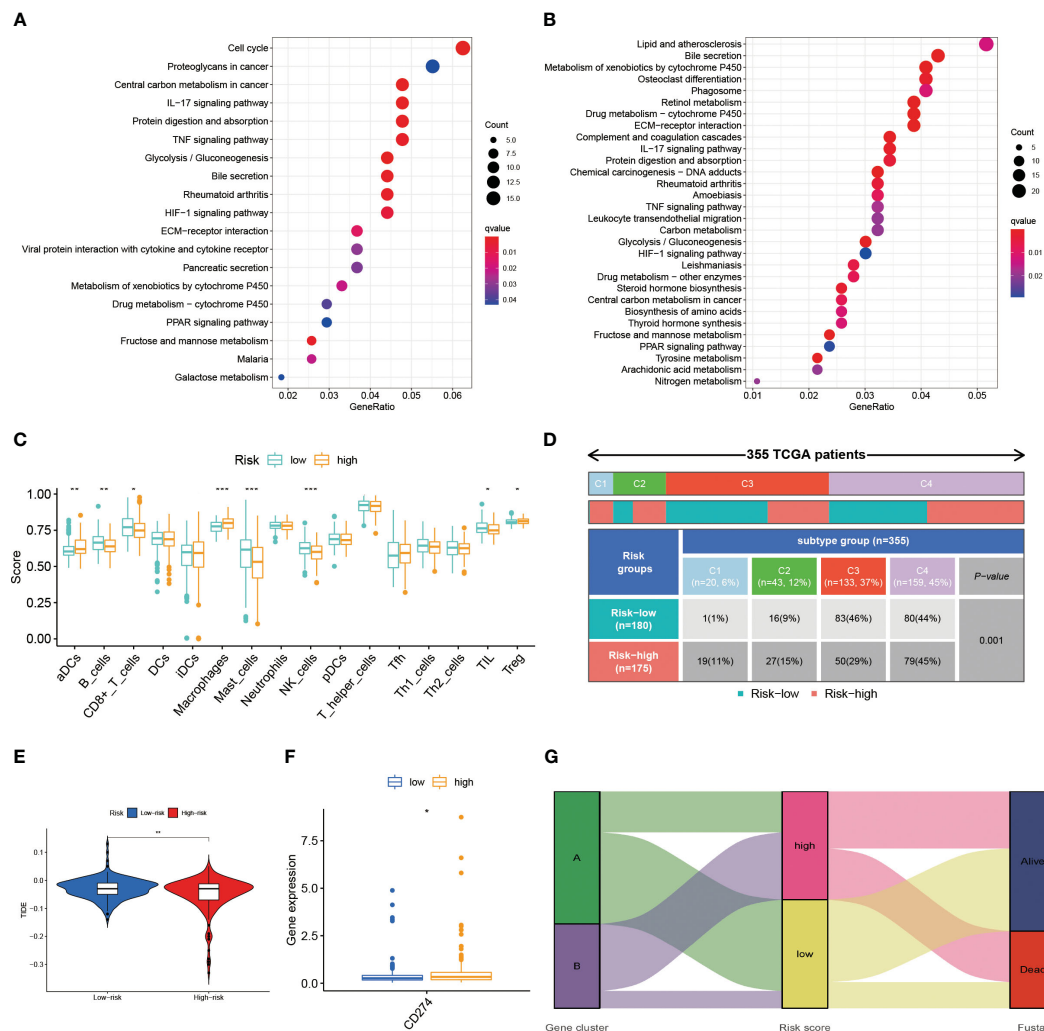 A
Cell cycle
Proteoglycans in cancer
Central carbon metabolism in cancer
IL−17 signaling pathway
Protein digestion and absorption
TNF signaling pathway
Glycolysis / Gluconeogenesis
Bile secretion
Rheumatoid arthritis
HIF−1 signaling pathway
ECM−receptor interaction
Viral protein interaction with cytokine and cytokine receptor
Pancreatic secretion
Metabolism of xenobiotics by cytochrome P450
Drug metabolism − cytochrome P450
PPAR signaling pathway
Fructose and mannose metabolism
Malaria
Galactose metabolism
0.02 0.03 0.04 0.05 0.06
GeneRatio
Count
5.0
7.5
10.0
12.5
15.0
qvalue
0.01
0.02
0.03
0.04
B
Lipid and atherosclerosis
Bile secretion
Metabolism of xenobiotics by cytochrome P450
Osteoclast differentiation
Phagosome
Retinol metabolism
Drug metabolism − cytochrome P450
ECM−receptor interaction
Complement and coagulation cascades
IL−17 signaling pathway
Protein digestion and absorption
Chemical carcinogenesis − DNA adducts
Rheumatoid arthritis
Amoebiasis
TNF signaling pathway
Leukocyte transendothelial migration
Carbon metabolism
Glycolysis / Gluconeogenesis
HIF−1 signaling pathway
Leishmaniasis
Drug metabolism − other enzymes
Steroid hormone biosynthesis
Central carbon metabolism in cancer
Biosynthesis of amino acids
Thyroid hormone synthesis
Fructose and mannose metabolism
PPAR signaling pathway
Tyrosine metabolism
Arachidonic acid metabolism
Nitrogen metabolism
0.01 0.02 0.03 0.04 0.05
GeneRatio
Count
5
10
15
20
qvalue
0.01
0.02
C
Risk low high
** ** * *** *** *** * *
1.00
0.75
0.50
0.25
0.00
Score
aDCs
B_cells
CD8+_T_cells
DCs
iDCs
Macrophages
Mast_cells
Neutrophils
NK_cells
pDCs
T_helper_cells
Tfh
Th1_cells
Th2_cells
TIL
Treg
D
355 TCGA patients
C1 C2 C3 C4
Risk groups
subtype group (n=355)
C1 (n=20, 6%)
C2 (n=43, 12%)
C3 (n=133, 37%)
C4 (n=159, 45%)
P-value
Risk−low (n=180)
1(1%) 16(9%) 83(46%) 80(44%)
0.001
Risk−high (n=175)
19(11%) 27(15%) 50(29%) 79(45%)
Risk−low Risk−high
E
Risk Low−risk High−risk
**
0.1
0.0
−0.1
−0.2
−0.3
TIDE
Low−risk High−risk
F
low high
*
7.5
5.0
2.5
0.0
Gene expression
CD274
G
A
B
high
low
Alive
Dead
Gene cluster
Risk score
Fustat